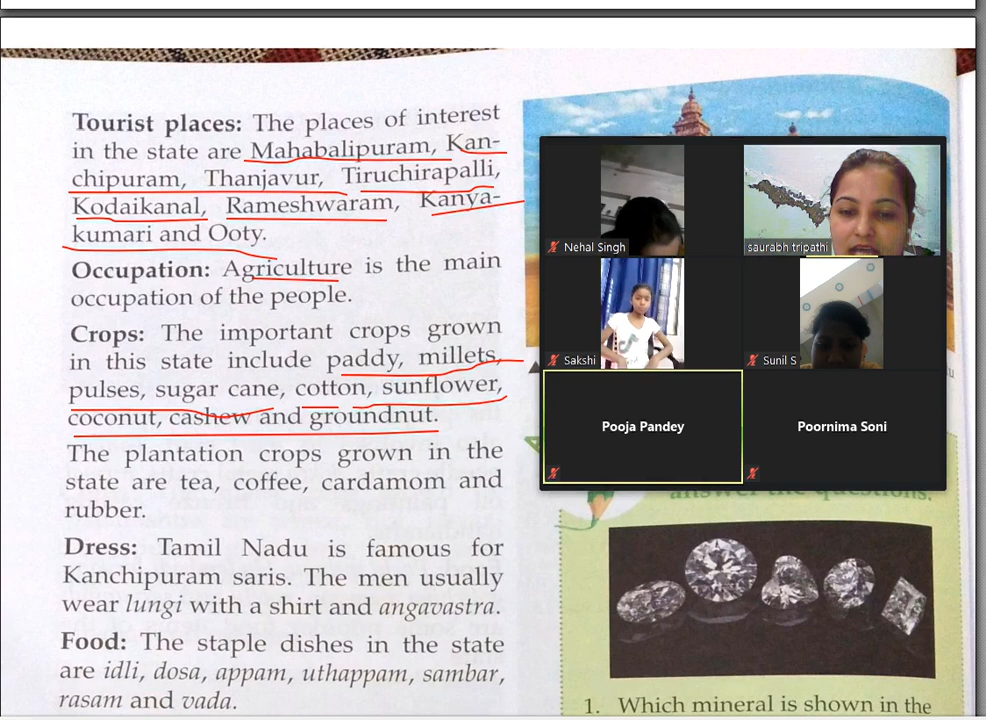 Tourist places: The places of interest
in the state are Mahabalipuram, Kan-
chipuram, Thanjavur, Tiruchirapalli,
Kodaikanal, Rameshwaram, Kanya-
kumari and Ooty.
Occupation: Agriculture is the main
occupation of the people.
Crops: The important crops grown
in this state include paddy, millets,
pulses, sugar cane, cotton, sunflower,
coconut, cashew and groundnut.
The plantation crops grown in the
state are tea, coffee, cardamom and
rubber.
Dress: Tamil Nadu is famous for
Kanchipuram saris. The men usually
wear lungi with a shirt and angavastra.
Food: The staple dishes in the state
are idli, dosa, appam, uthappam, sambar,
rasam and vada.
Nehal Singh
saurabh tripathi
Sakshi
Sunil S
Pooja Pandey
Poornima Soni
answer the questions.
1. Which mineral is shown in the